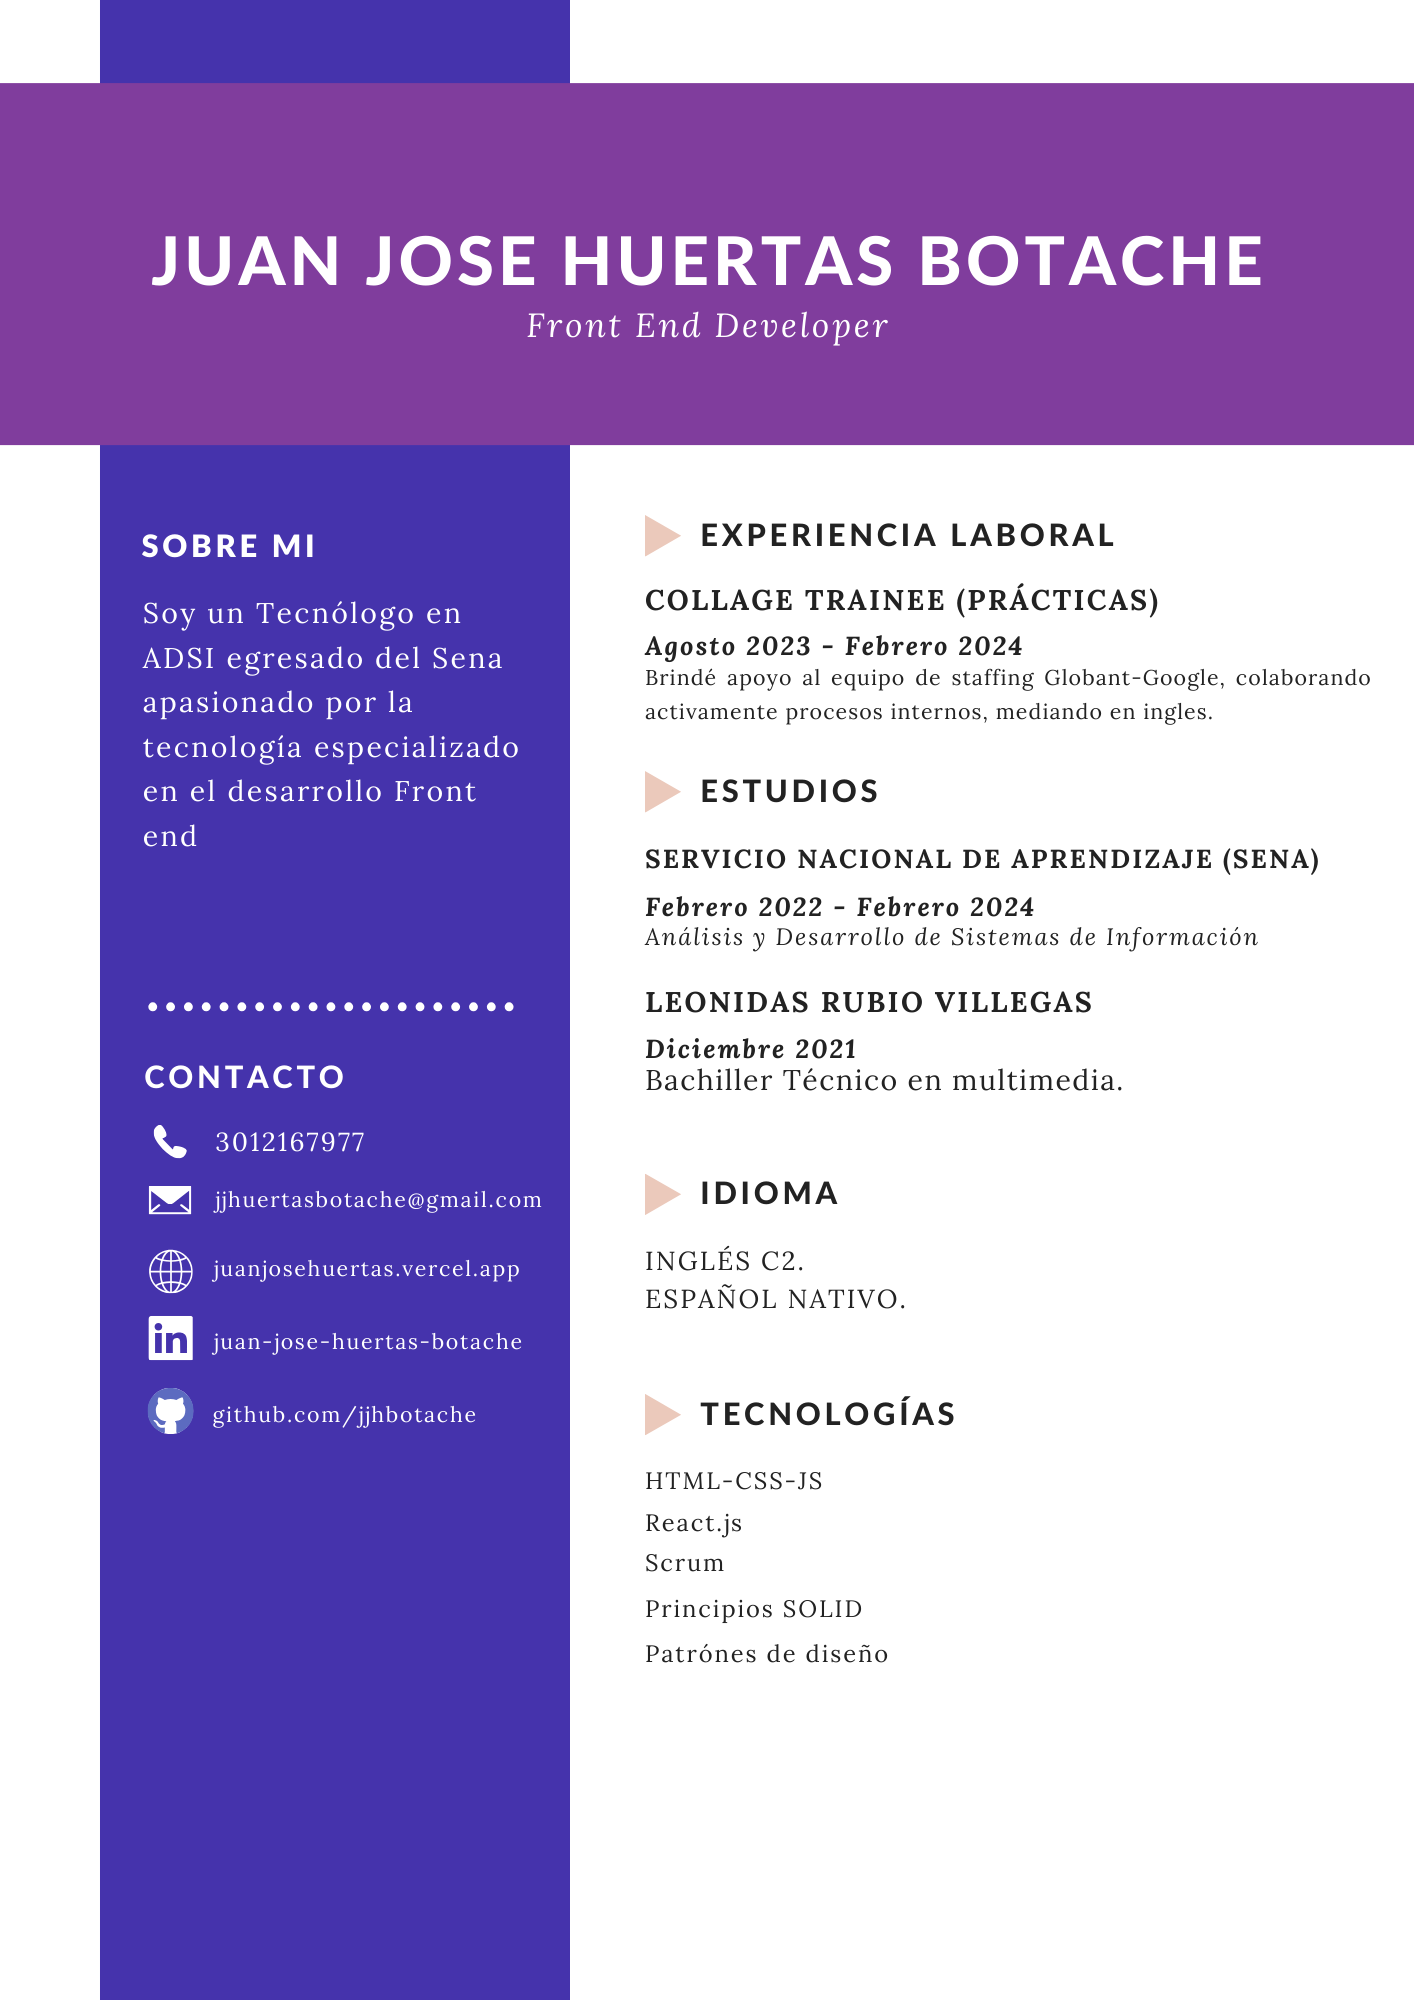 JUAN JOSE HUERTAS BOTACHE
Front End Developer
SOBRE MI
Soy un Tecnólogo en
ADSI egresado del Sena
apasionado por la
tecnología especializado
en el desarrollo Front
end
CONTACTO
3012167977
jjhuertasbotache@gmail.com
juanjosehuertas.vercel.app
juan-jose-huertas-botache
github.com/jjhbotache
EXPERIENCIA LABORAL
COLLAGE TRAINEE (PRÁCTICAS)
Agosto 2023 - Febrero 2024
Brindé apoyo al equipo de staffing Globant-Google, colaborando
activamente procesos internos, mediando en ingles.
ESTUDIOS
SERVICIO NACIONAL DE APRENDIZAJE (SENA)
Febrero 2022 - Febrero 2024
Análisis y Desarrollo de Sistemas de Información
LEONIDAS RUBIO VILLEGAS
Diciembre 2021
Bachiller Técnico en multimedia.
IDIOMA
INGLÉS C2.
ESPAÑOL NATIVO.
TECNOLOGÍAS
HTML-CSS-JS
React.js
Scrum
Principios SOLID
Patrónes de diseño